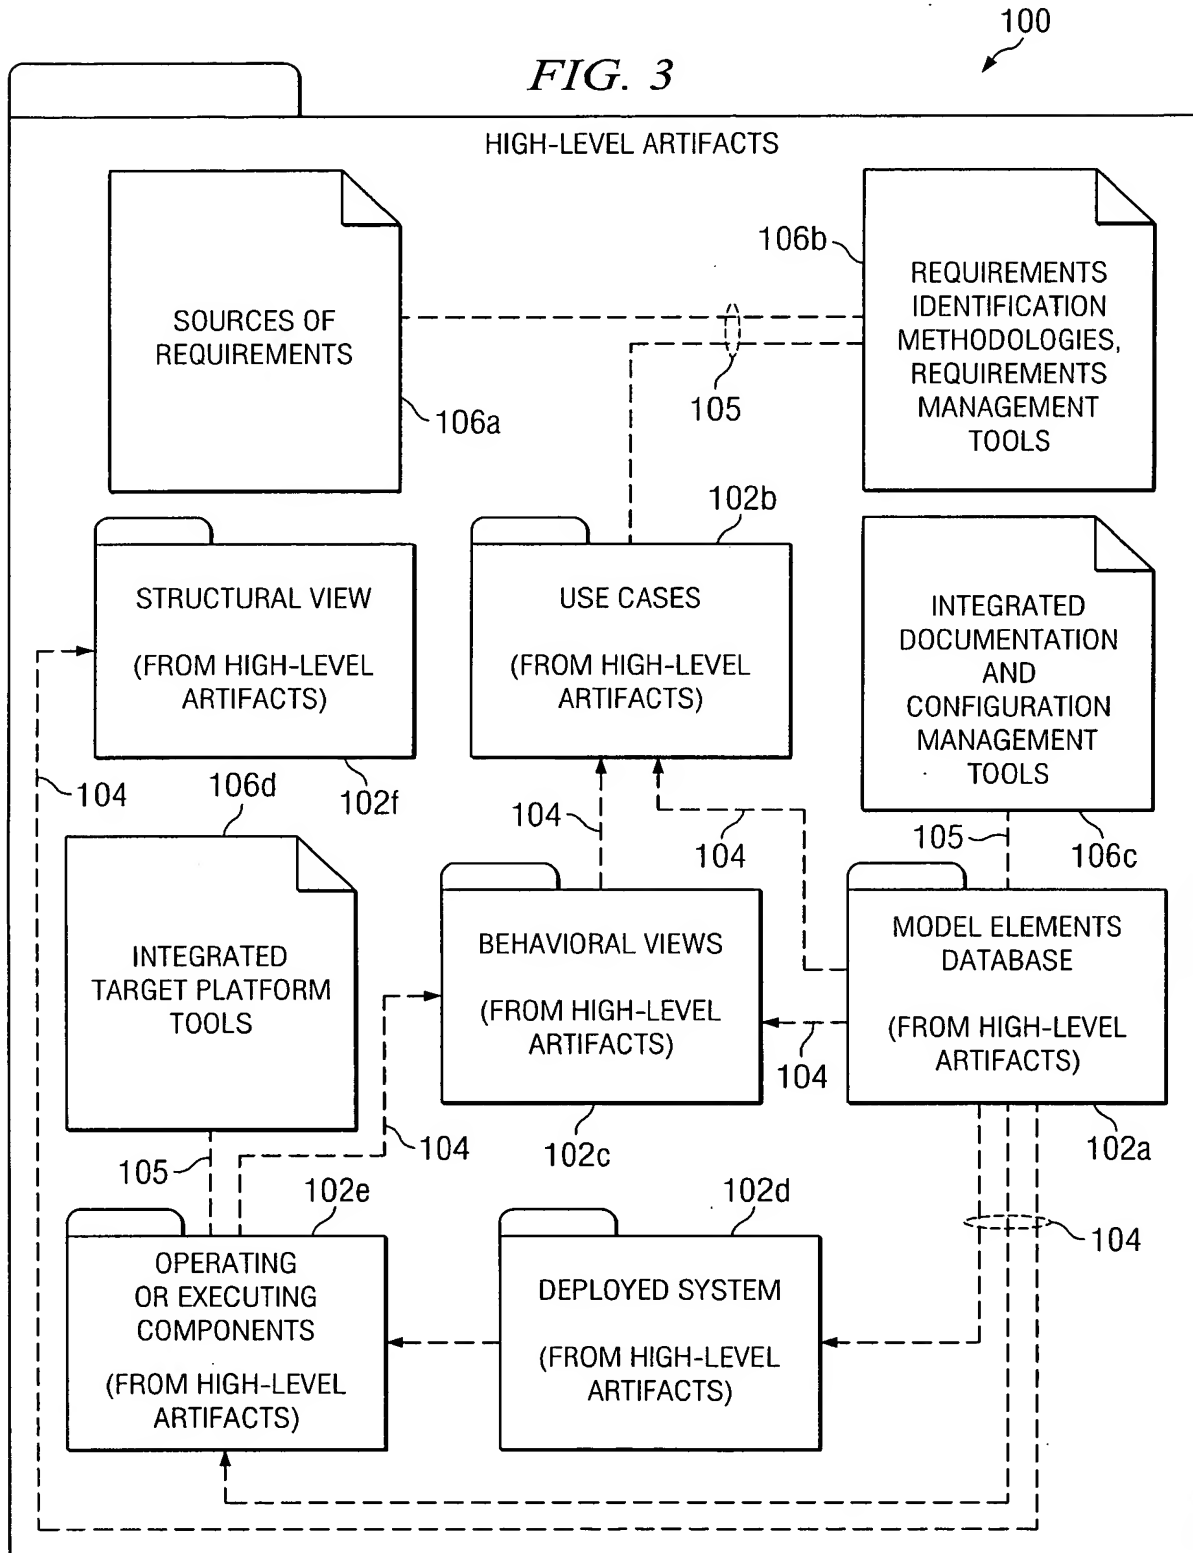 100
FIG. 3
HIGH-LEVEL ARTIFACTS
SOURCES OF
REQUIREMENTS
106a
106b
REQUIREMENTS
IDENTIFICATION
METHODOLOGIES,
REQUIREMENTS
MANAGEMENT
TOOLS
105
STRUCTURAL VIEW
(FROM HIGH-LEVEL
ARTIFACTS)
102f
102b
USE CASES
(FROM HIGH-LEVEL
ARTIFACTS)
INTEGRATED
DOCUMENTATION
AND
CONFIGURATION
MANAGEMENT
TOOLS
106c
104
106d
104
104
105
INTEGRATED
TARGET PLATFORM
TOOLS
BEHAVIORAL VIEWS
(FROM HIGH-LEVEL
ARTIFACTS)
102c
104
MODEL ELEMENTS
DATABASE
(FROM HIGH-LEVEL
ARTIFACTS)
102a
105
104
102e
OPERATING
OR EXECUTING
COMPONENTS
(FROM HIGH-LEVEL
ARTIFACTS)
102d
DEPLOYED SYSTEM
(FROM HIGH-LEVEL
ARTIFACTS)
104